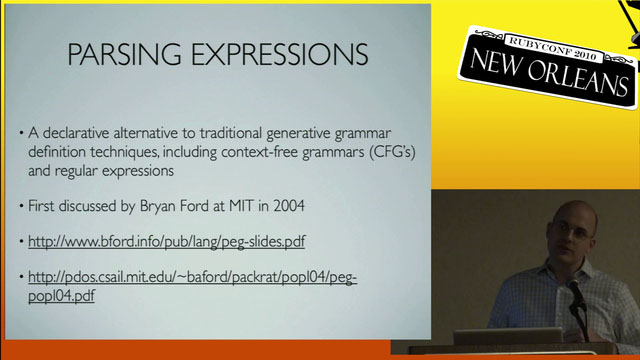 PARSING EXPRESSIONS
RUBYCONF 2010
NEW ORLEANS
• A declarative alternative to traditional generative grammar
definition techniques, including context-free grammars (CFG's)
and regular expressions
• First discussed by Bryan Ford at MIT in 2004
• http://www.bford.info/pub/lang/peg-slides.pdf
• http://pdos.csail.mit.edu/~baford/packrat/popl04/peg-
popl04.pdf